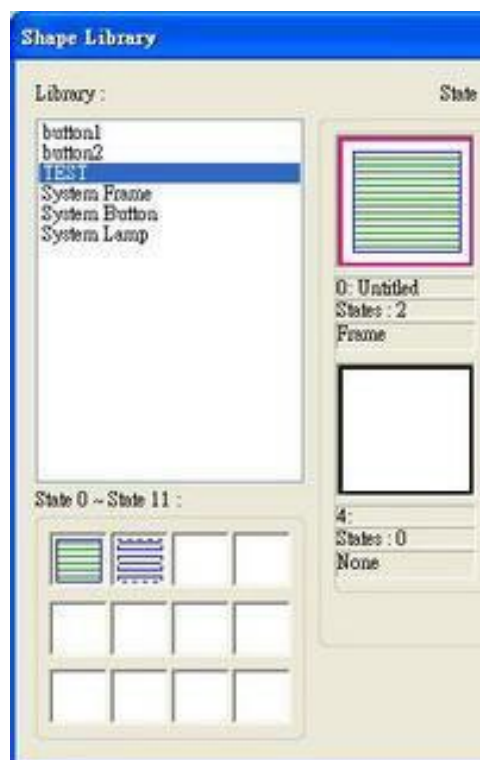 Shape Library
Library :
State
button1
button2
TEST
System Frame
System Button
System Lamp
0: Untitled
States : 2
Frame
State 0 ~ State 11 :
4:
States : 0
None